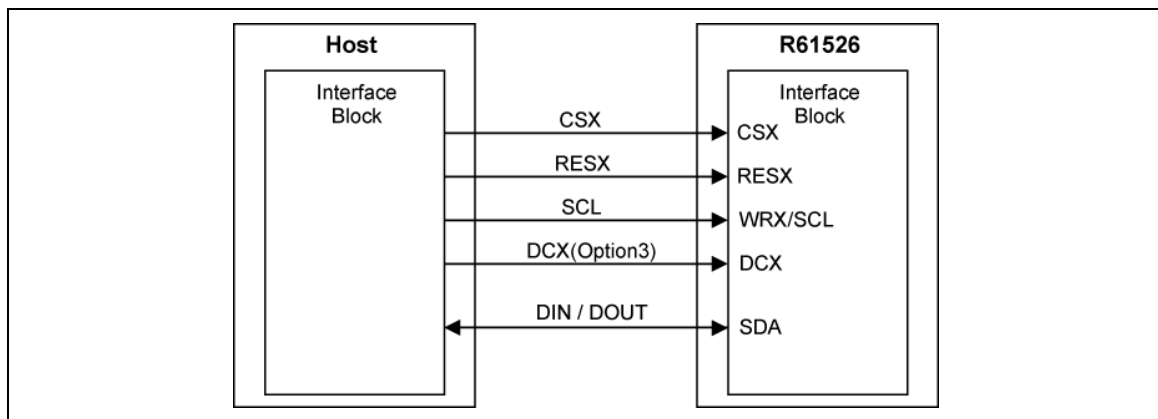 Host
R61526
Interface
Block
Interface
Block
CSX
CSX
RESX
RESX
SCL
WRX/SCL
DCX(Option3)
DCX
DIN / DOUT
SDA